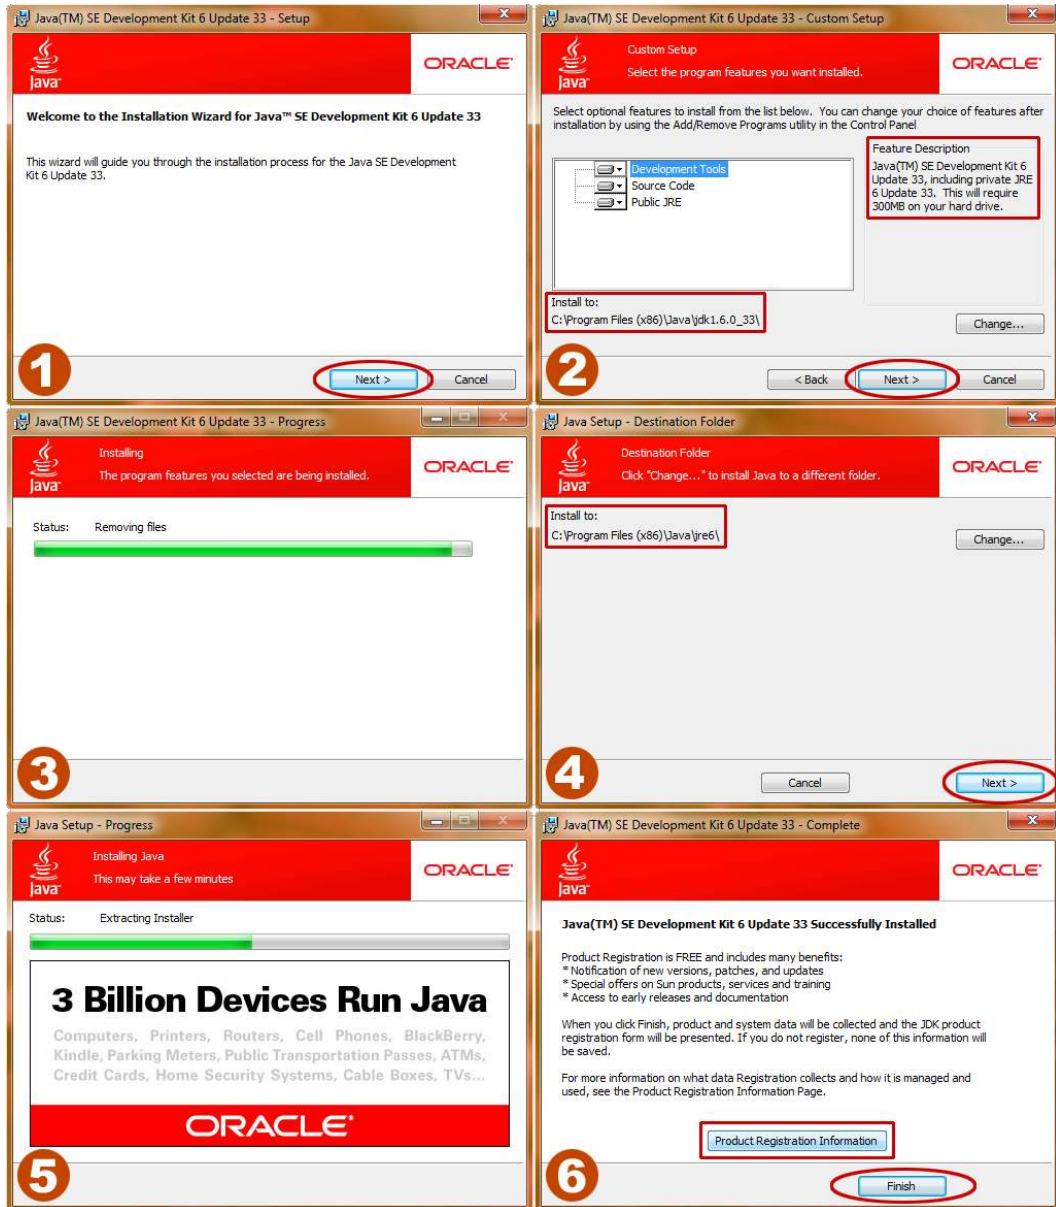 Java(TM) SE Development Kit 6 Update 33 - Setup
Java™
ORACLE®
Welcome to the Installation Wizard for Java™ SE Development Kit 6 Update 33
This wizard will guide you through the installation process for the Java SE Development
Kit 6 Update 33.
1
Next >
Cancel
Java(TM) SE Development Kit 6 Update 33 - Custom Setup
Java™
Custom Setup
Select the program features you want installed.
ORACLE®
Select optional features to install from the list below. You can change your choice of features after
installation by using the Add/Remove Programs utility in the Control Panel
Development Tools
Source Code
Public JRE
Feature Description
Java(TM) SE Development Kit 6
Update 33, including private JRE
6 Update 33. This will require
300MB on your hard drive.
Install to:
C:\Program Files (x86)\Java\jdk1.6.0_33\
Change...
2
< Back
Next >
Cancel
Java(TM) SE Development Kit 6 Update 33 - Progress
Java™
Installing
The program features you selected are being installed.
ORACLE®
Status: Removing files
3
Java Setup - Destination Folder
Java™
Destination Folder
Click "Change..." to install Java to a different folder.
ORACLE®
Install to:
C:\Program Files (x86)\Java\jre6\
Change...
4
Cancel
Next >
Java Setup - Progress
Java™
Installing Java
This may take a few minutes
ORACLE®
Status: Extracting Installer
3 Billion Devices Run Java
Computers, Printers, Routers, Cell Phones, BlackBerry,
Kindle, Parking Meters, Public Transportation Passes, ATMs,
Credit Cards, Home Security Systems, Cable Boxes, TVs...
ORACLE®
5
Java(TM) SE Development Kit 6 Update 33 - Complete
Java™
ORACLE®
Java(TM) SE Development Kit 6 Update 33 Successfully Installed
Product Registration is FREE and includes many benefits:
* Notification of new versions, patches, and updates
* Special offers on Sun products, services and training
* Access to early releases and documentation
When you click Finish, product and system data will be collected and the JDK product
registration form will be presented. If you do not register, none of this information will
be saved.
For more information on what data Registration collects and how it is managed and
used, see the Product Registration Information Page.
Product Registration Information
6
Finish